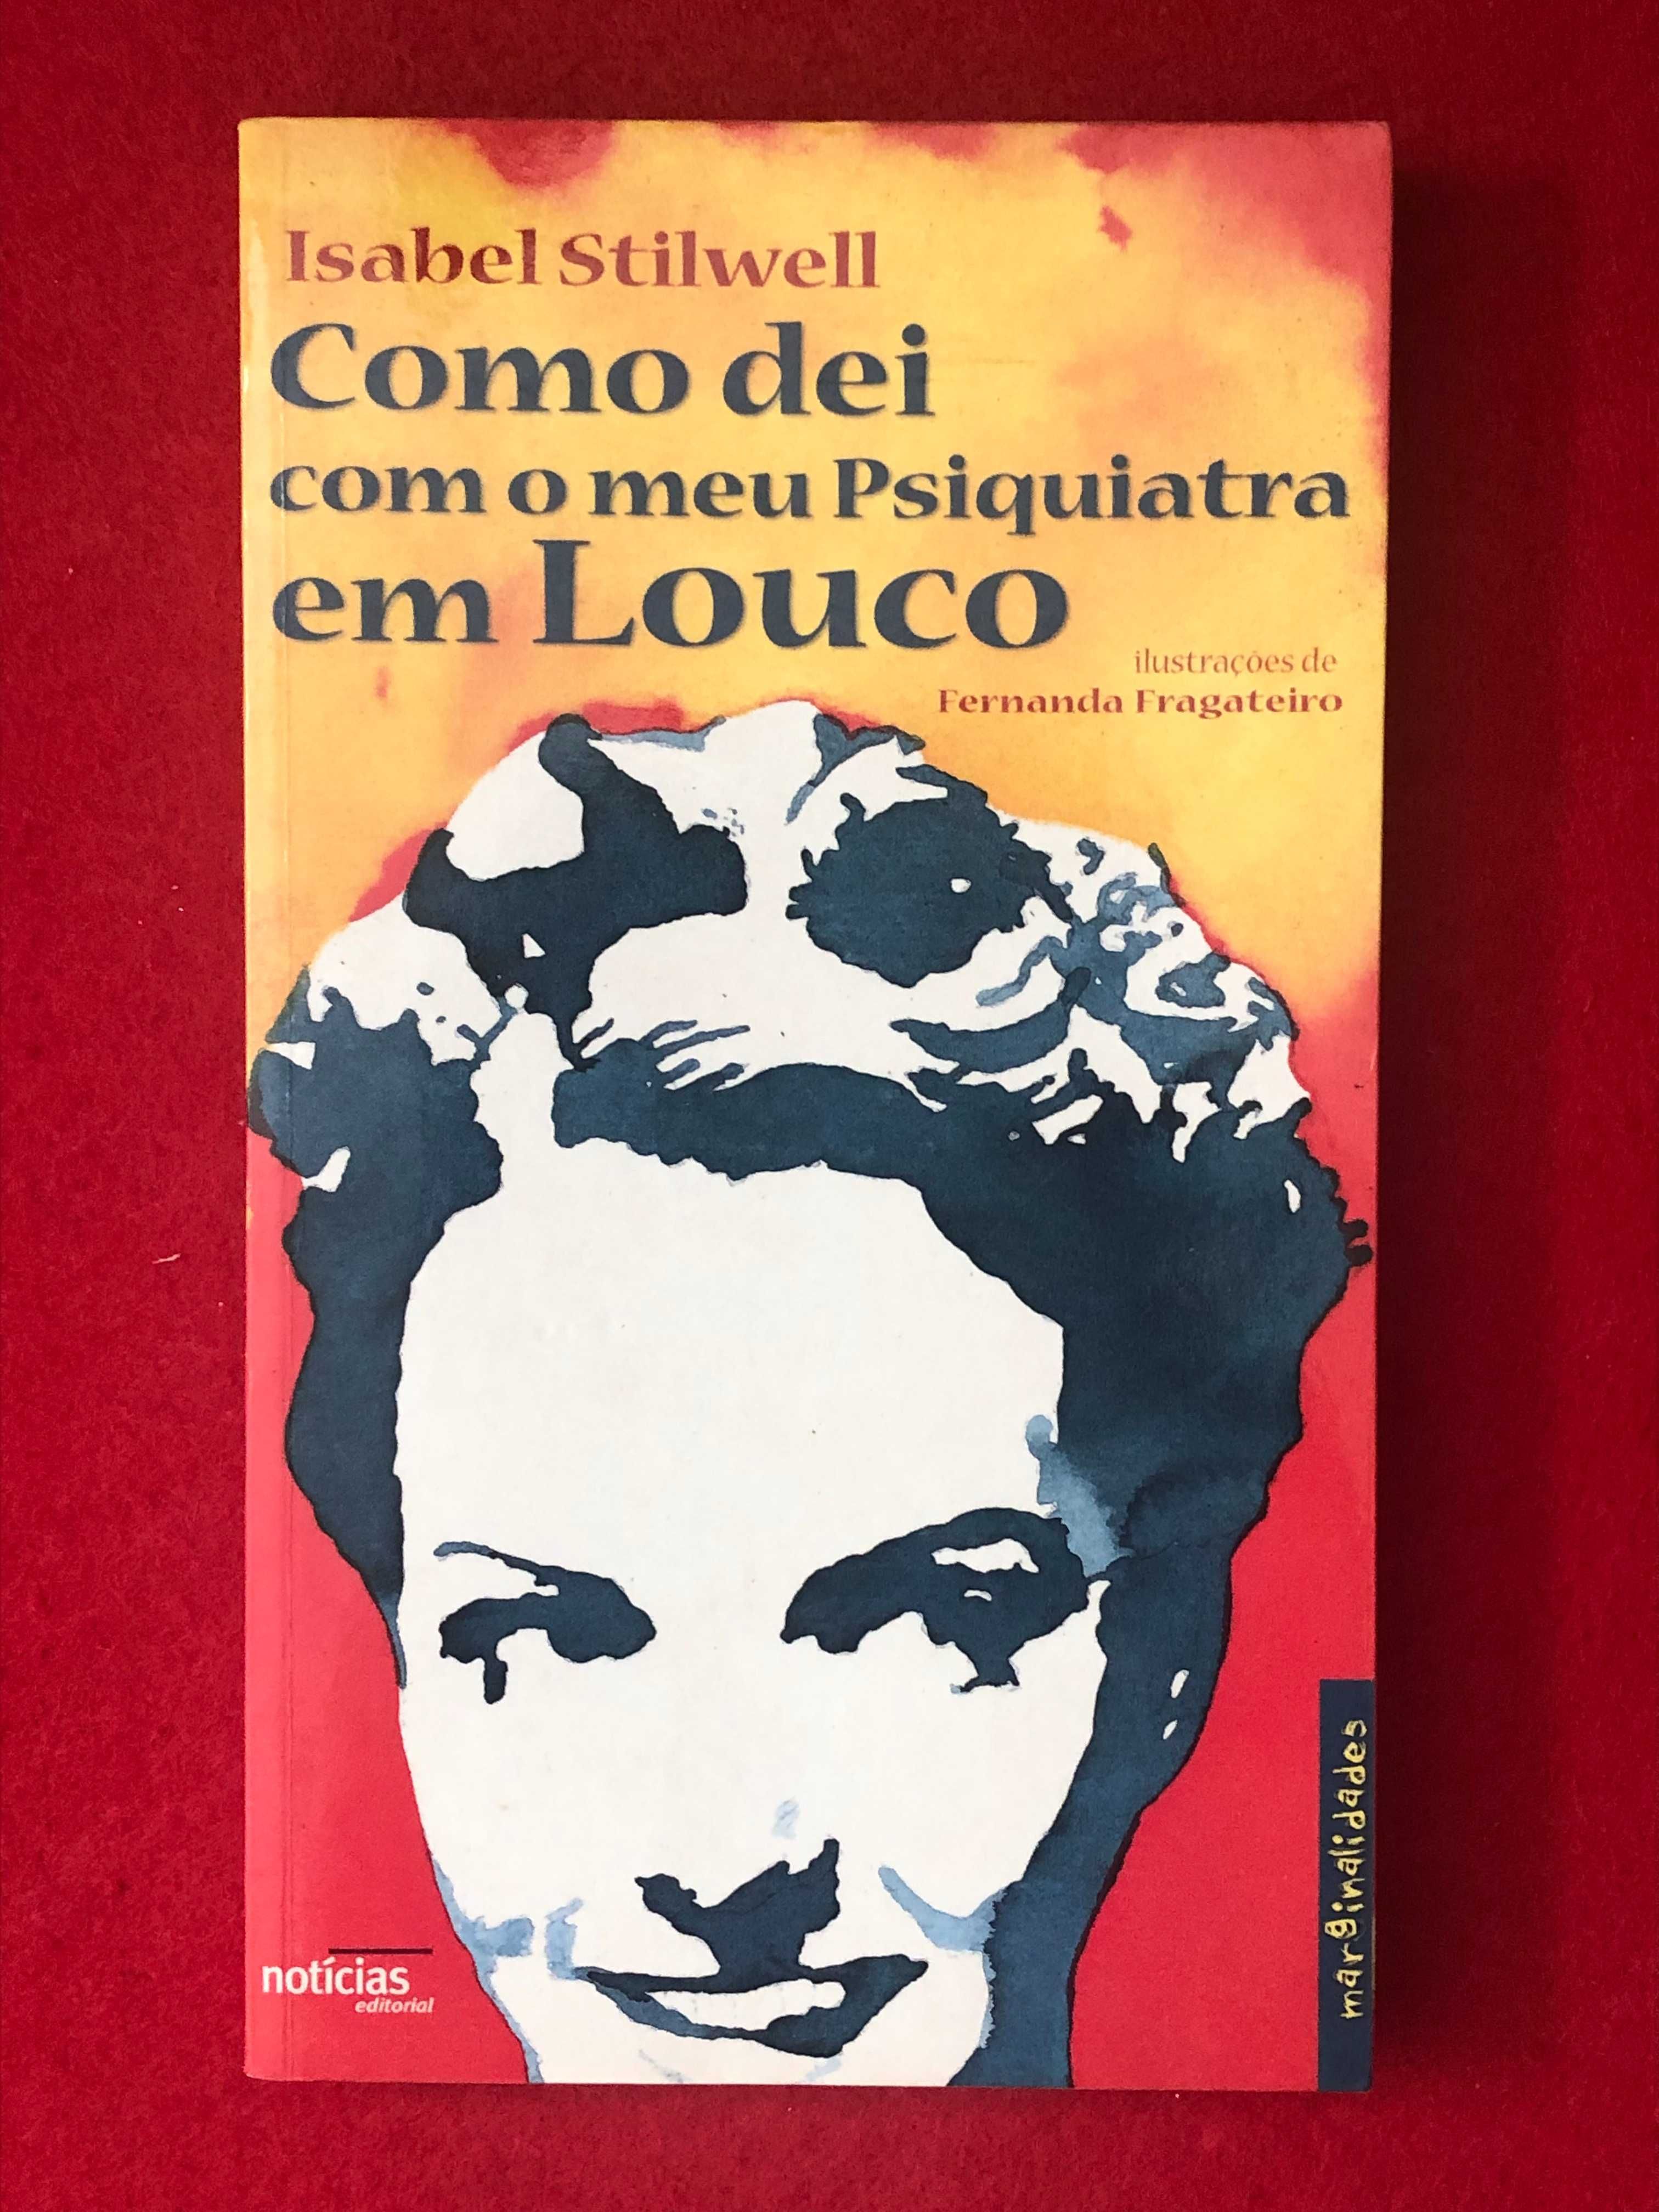 Isabel Stilwell
Como dei
com o meu Psiquiatra
em Louco
ilustrações de
Fernanda Fragateiro
marginalidades
notícias
editorial